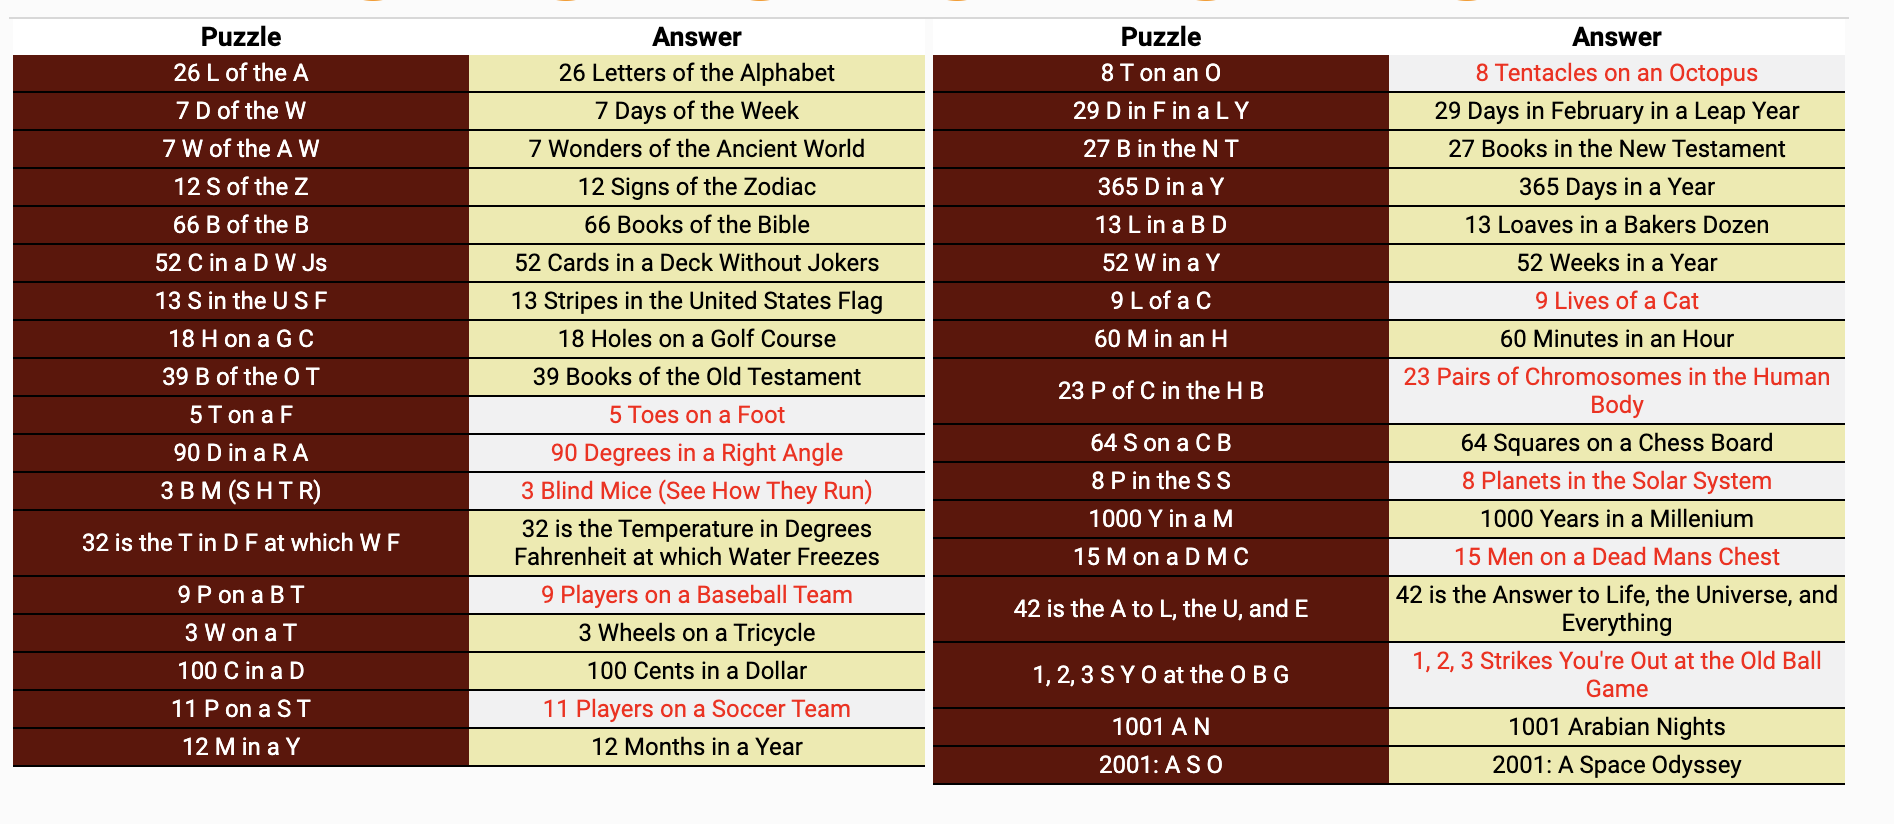 Puzzle Answer
26 L of the A 26 Letters of the Alphabet
7 D of the W 7 Days of the Week
7 W of the A W 7 Wonders of the Ancient World
12 S of the Z 12 Signs of the Zodiac
66 B of the B 66 Books of the Bible
52 C in a D W Js 52 Cards in a Deck Without Jokers
13 S in the U S F 13 Stripes in the United States Flag
18 H on a G C 18 Holes on a Golf Course
39 B of the O T 39 Books of the Old Testament
5 T on a F 5 Toes on a Foot
90 D in a R A 90 Degrees in a Right Angle
3 B M (S H T R) 3 Blind Mice (See How They Run)
32 is the T in D F at which W F 32 is the Temperature in Degrees
Fahrenheit at which Water Freezes
9 P on a B T 9 Players on a Baseball Team
3 W on a T 3 Wheels on a Tricycle
100 C in a D 100 Cents in a Dollar
11 P on a S T 11 Players on a Soccer Team
12 M in a Y 12 Months in a Year
Puzzle Answer
8 T on an O 8 Tentacles on an Octopus
29 D in F in a L Y 29 Days in February in a Leap Year
27 B in the N T 27 Books in the New Testament
365 D in a Y 365 Days in a Year
13 L in a B D 13 Loaves in a Bakers Dozen
52 W in a Y 52 Weeks in a Year
9 L of a C 9 Lives of a Cat
60 M in an H 60 Minutes in an Hour
23 P of C in the H B 23 Pairs of Chromosomes in the Human
Body
64 S on a C B 64 Squares on a Chess Board
8 P in the S S 8 Planets in the Solar System
1000 Y in a M 1000 Years in a Millenium
15 M on a D M C 15 Men on a Dead Mans Chest
42 is the A to L, the U, and E 42 is the Answer to Life, the Universe, and
Everything
1, 2, 3 S Y O at the O B G 1, 2, 3 Strikes You're Out at the Old Ball
Game
1001 A N 1001 Arabian Nights
2001: A S O 2001: A Space Odyssey